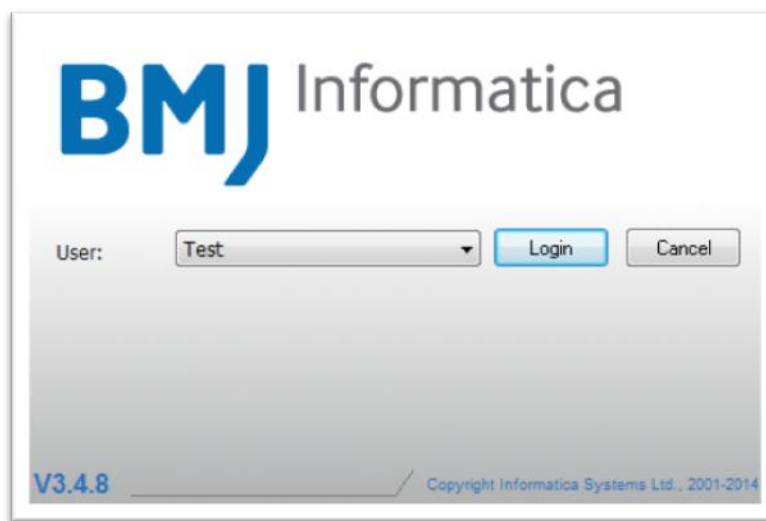 BMJ Informatica
User: Test Login Cancel
V3.4.8 Copyright Informatica Systems Ltd., 2001-2014